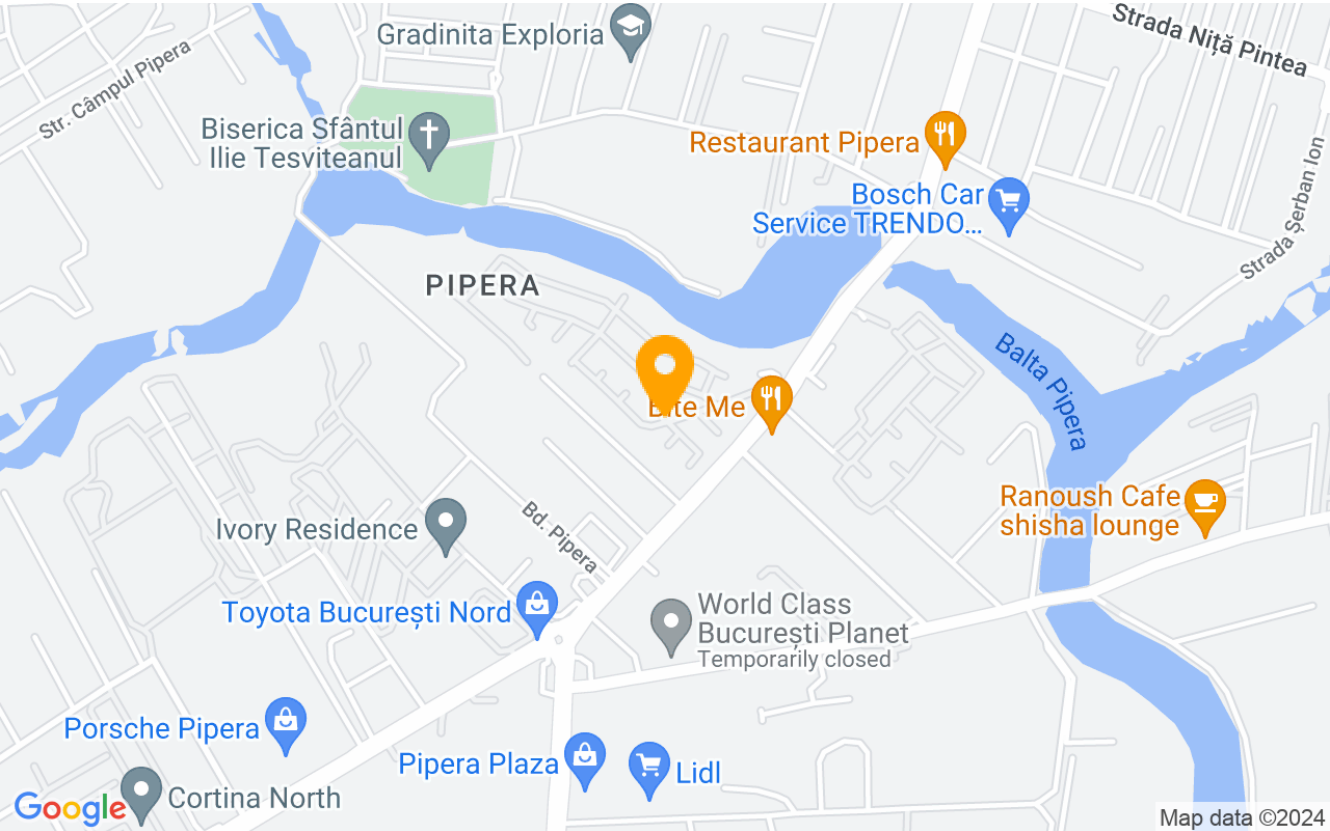 Strada Niță Pintea
Gradinita Exploria
Str. Câmpul Pipera
Biserica Sfântul
Ilie Tesviteanul
Restaurant Pipera
Bosch Car
Service TRENDO...
Strada Șerban Ion
PIPERA
Balta Pipera
Bite Me
Ranoush Cafe
shisha lounge
Ivory Residence
Bd. Pipera
Toyota București Nord
World Class
București Planet
Temporarily closed
Porsche Pipera
Pipera Plaza
Lidl
Cortina North
Google
Map data ©2024